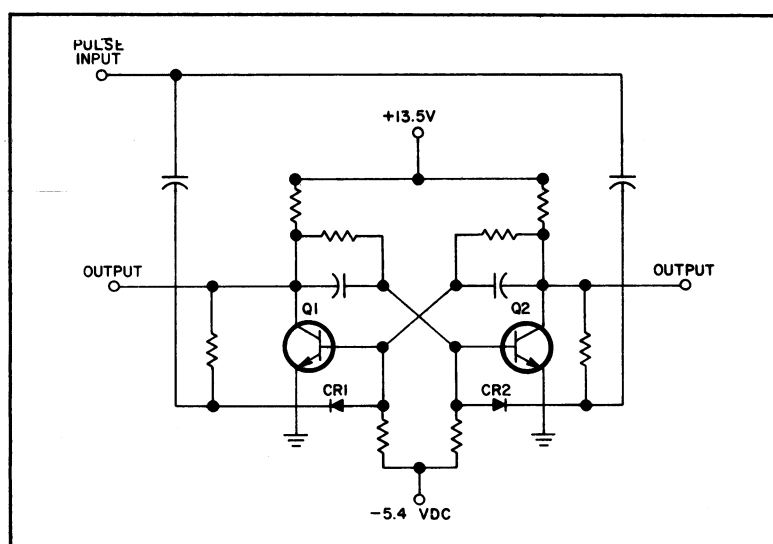 PULSE
INPUT
+13.5V
OUTPUT
OUTPUT
Q1
Q2
CR1
CR2
-5.4 VDC